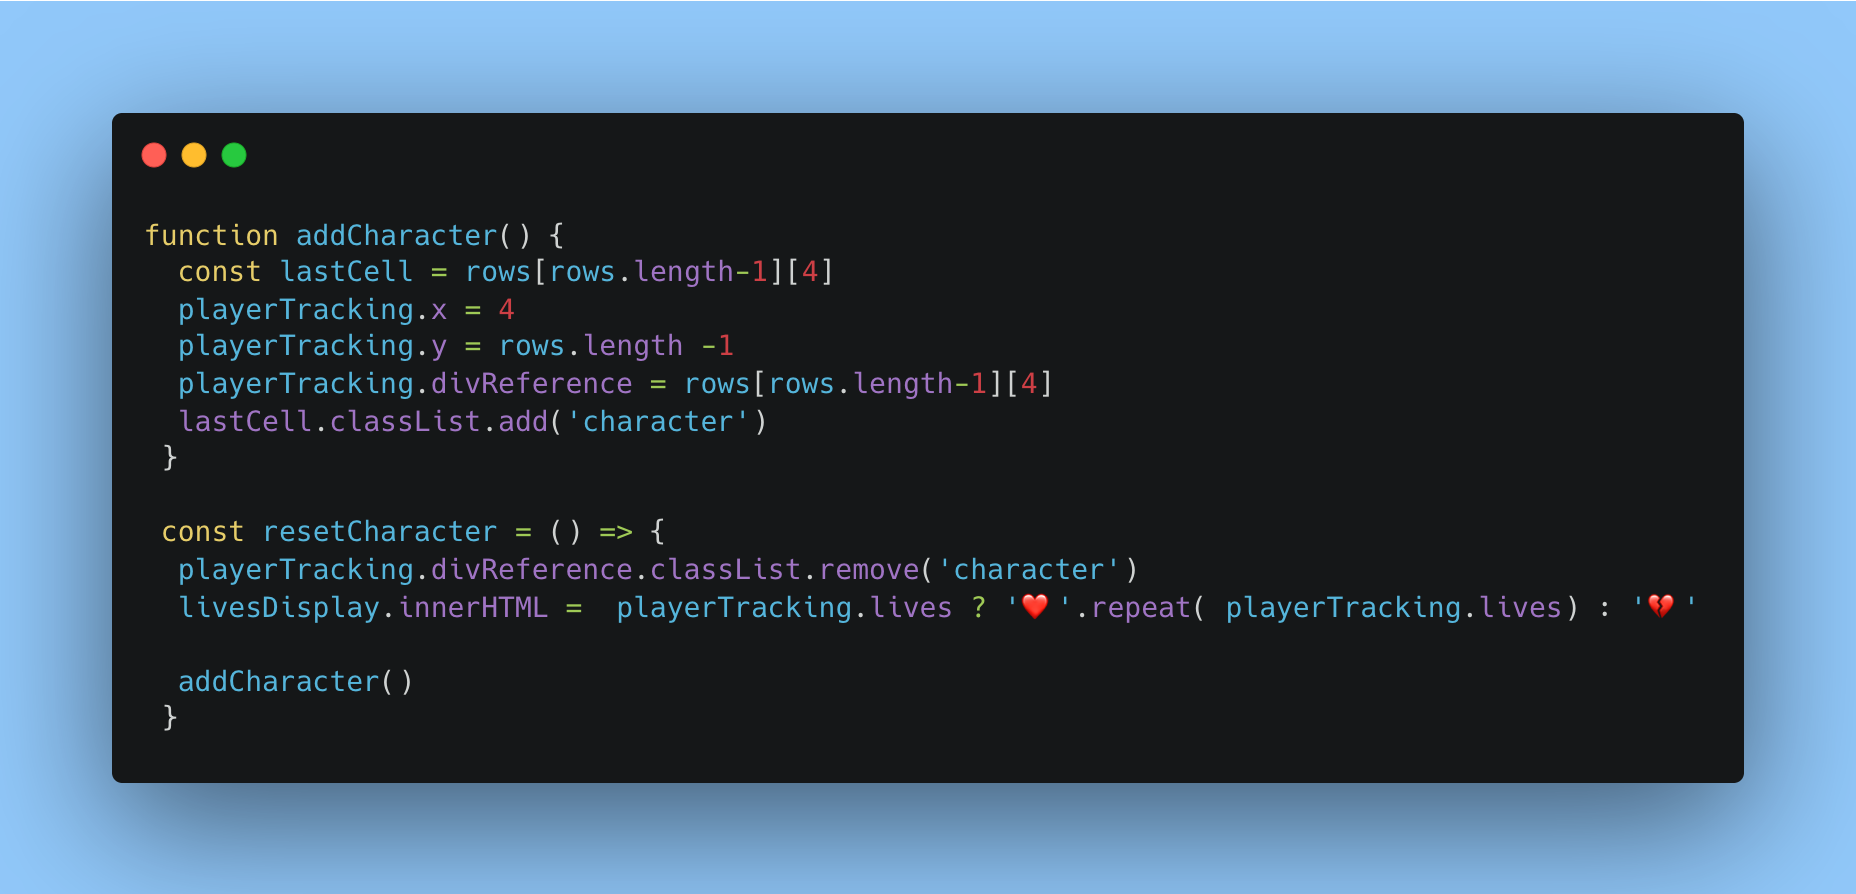 function addCharacter() {
  const lastCell = rows[rows.length-1][4]
  playerTracking.x = 4
  playerTracking.y = rows.length -1
  playerTracking.divReference = rows[rows.length-1][4]
  lastCell.classList.add('character')
 }

 const resetCharacter = () => {
  playerTracking.divReference.classList.remove('character')
  livesDisplay.innerHTML =  playerTracking.lives ? '❤️ '.repeat( playerTracking.lives) : '💔 '

  addCharacter()
 }